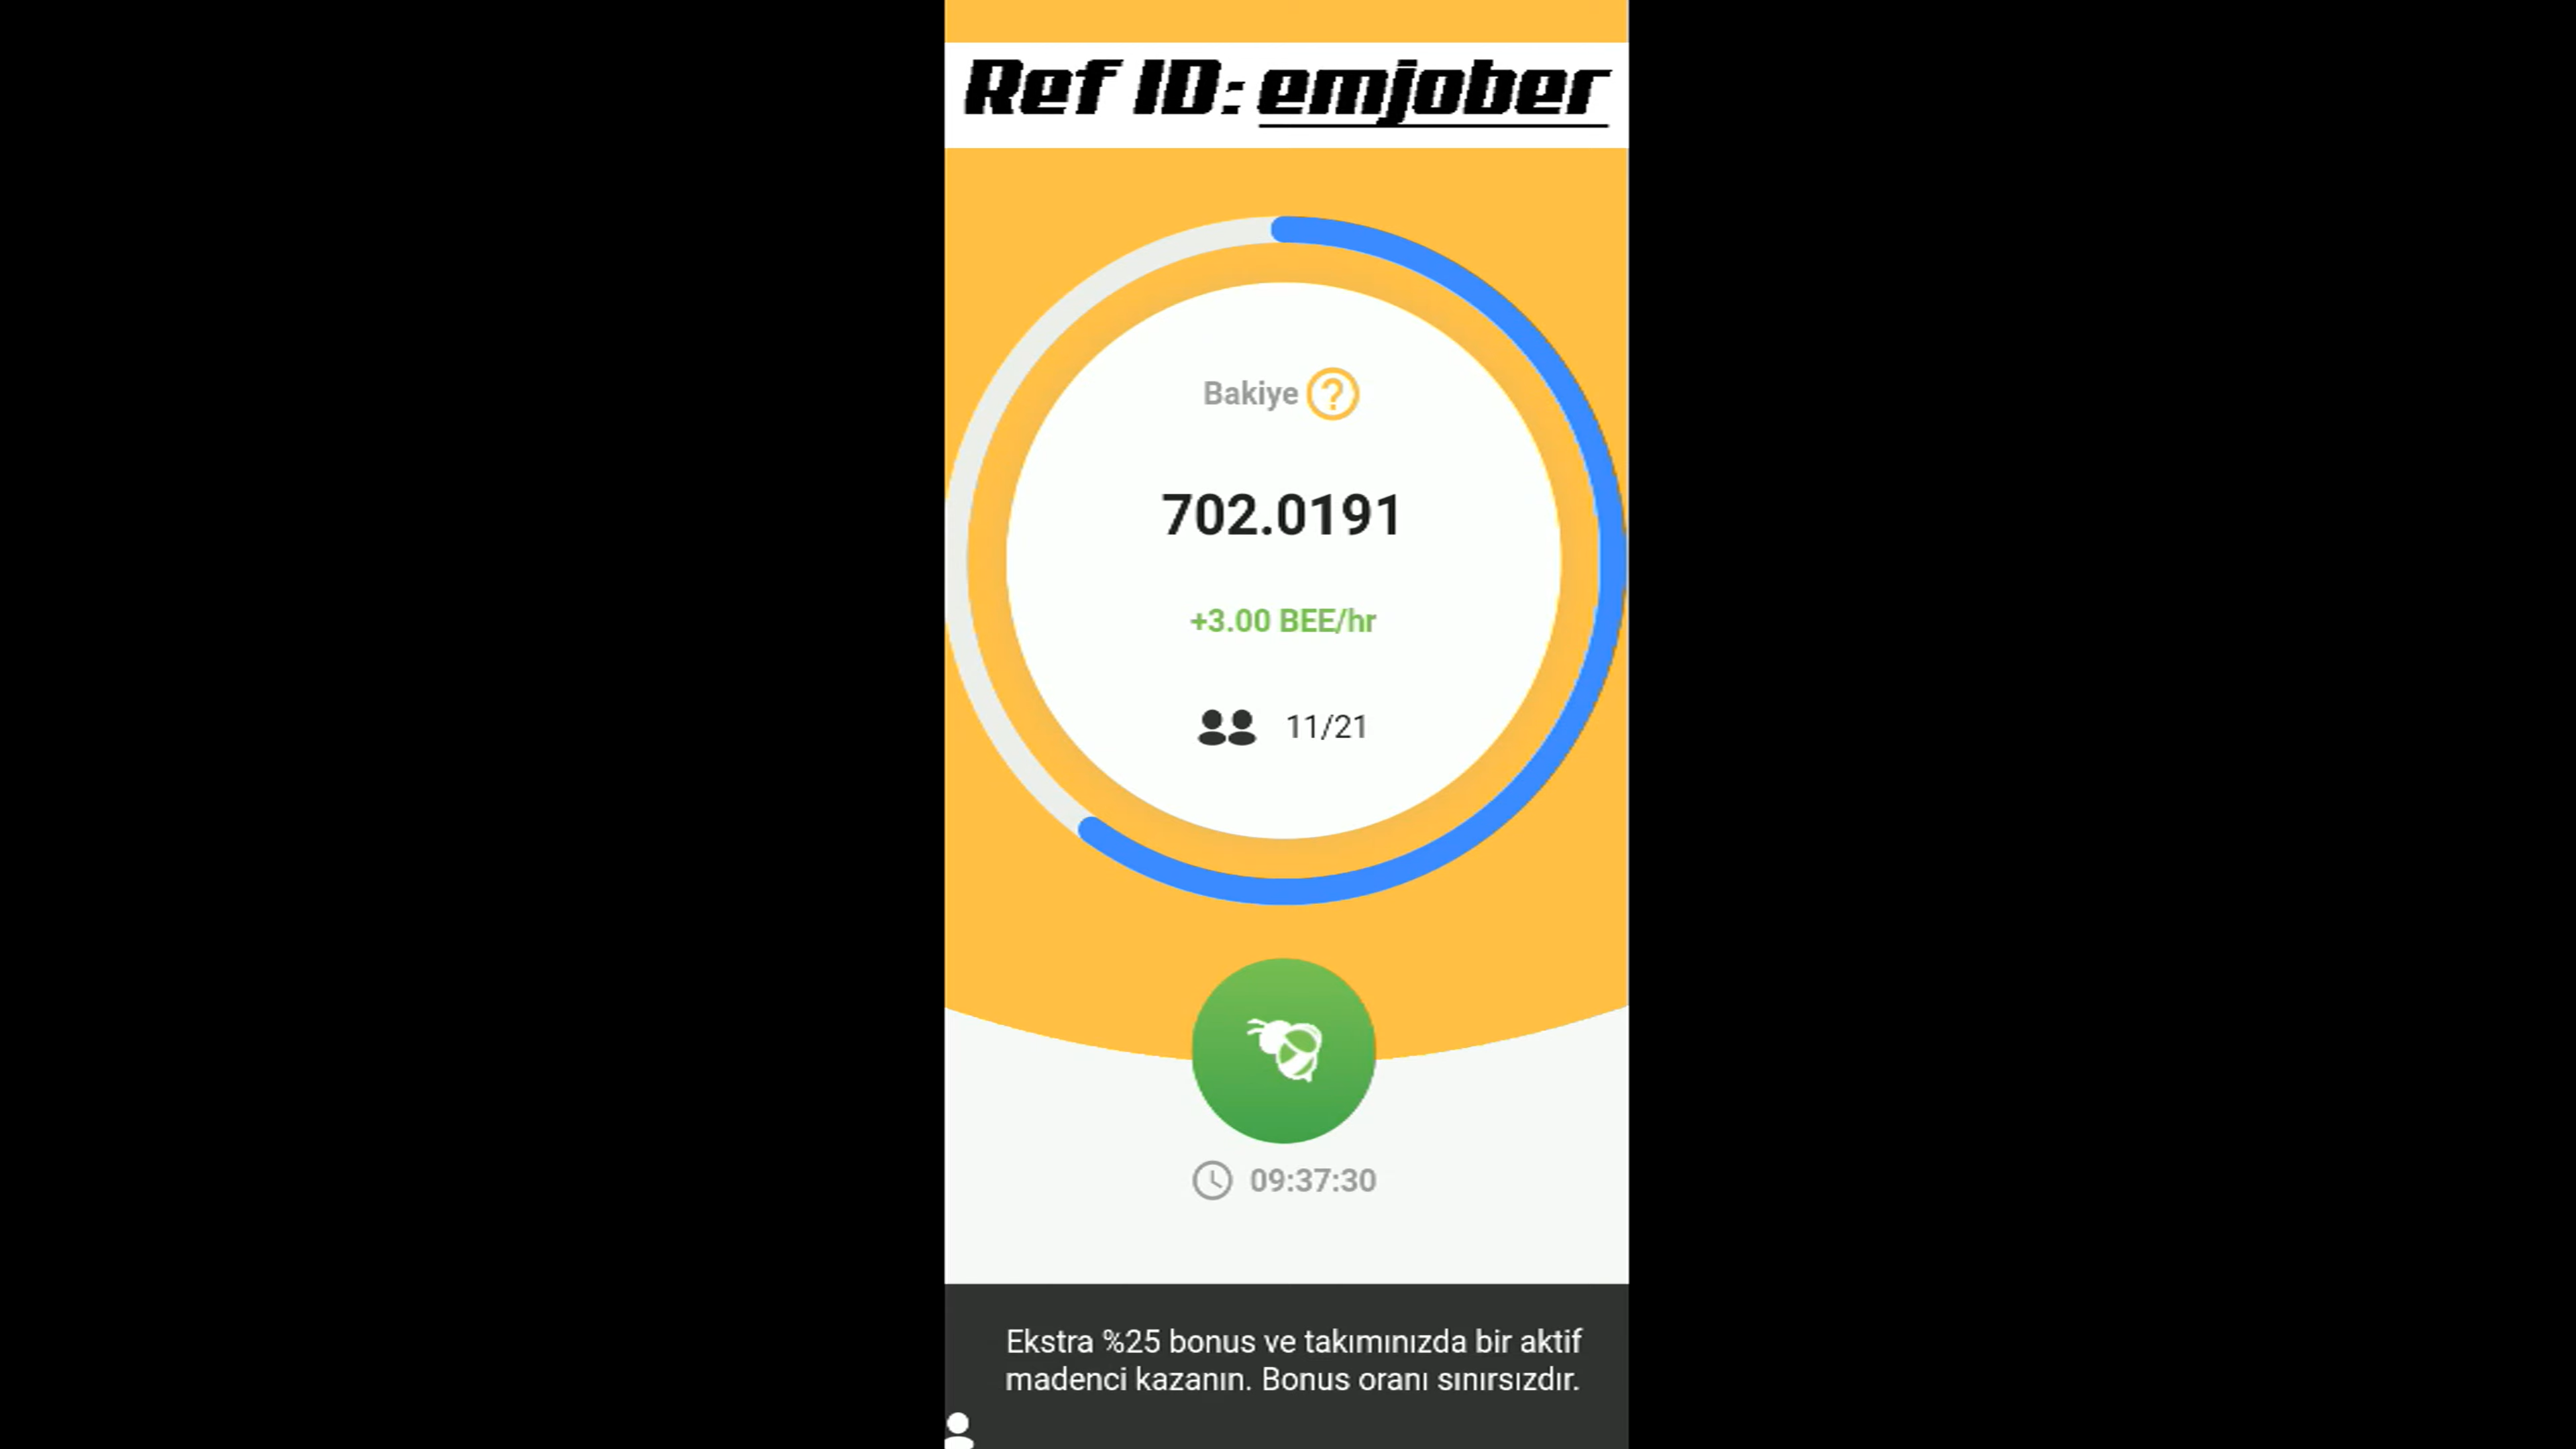 Ref ID: emjober
Bakiye ?
702.0191
+3.00 BEE/hr
11/21
09:37:30
Ekstra %25 bonus ve takımınızda bir aktif
madenci kazanın. Bonus oranı sınırsızdır.